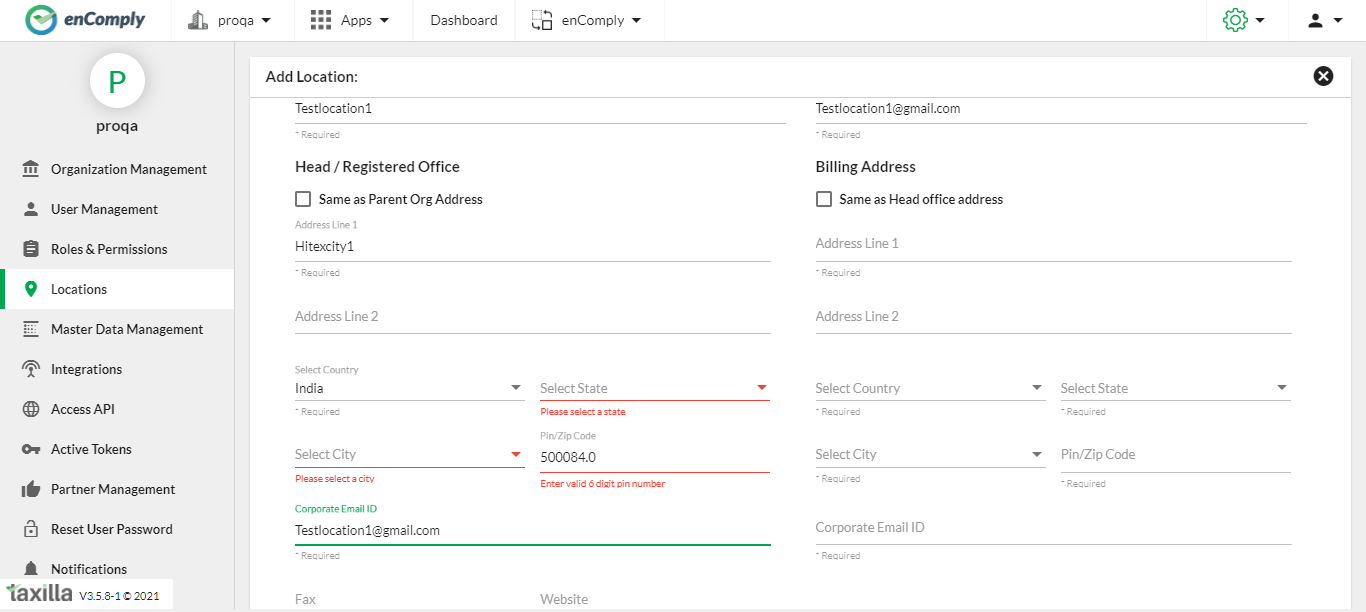 enComply proqa Apps Dashboard enComply
P
proqa
Organization Management
User Management
Roles & Permissions
Locations
Master Data Management
Integrations
Access API
Active Tokens
Partner Management
Reset User Password
Notifications
taxilla V3.5.8-1 © 2021
Add Location:
Testlocation1 Testlocation1@gmail.com
* Required * Required
Head / Registered Office Billing Address
Same as Parent Org Address Same as Head office address
Address Line 1
Hitexcity1 Address Line 1
* Required * Required
Address Line 2 Address Line 2
Select Country
India Select State Select Country Select State
* Required Please select a state * Required * Required
Pin/Zip Code
Select City 500084.0 Select City Pin/Zip Code
Please select a city Enter valid 6 digit pin number * Required * Required
Corporate Email ID
Testlocation1@gmail.com Corporate Email ID
* Required * Required
Fax Website